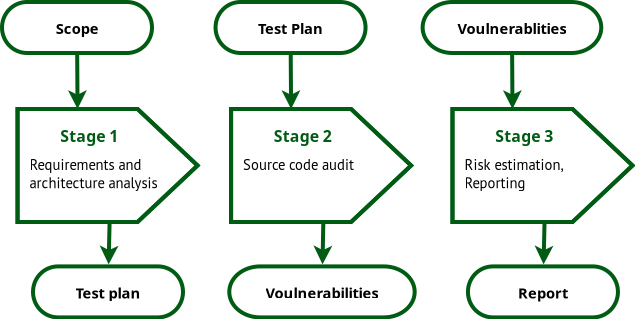 Scope
Test Plan
Voulnerablities
Stage 1
Requirements and
architecture analysis
Stage 2
Source code audit
Stage 3
Risk estimation,
Reporting
Test plan
Voulnerabilities
Report